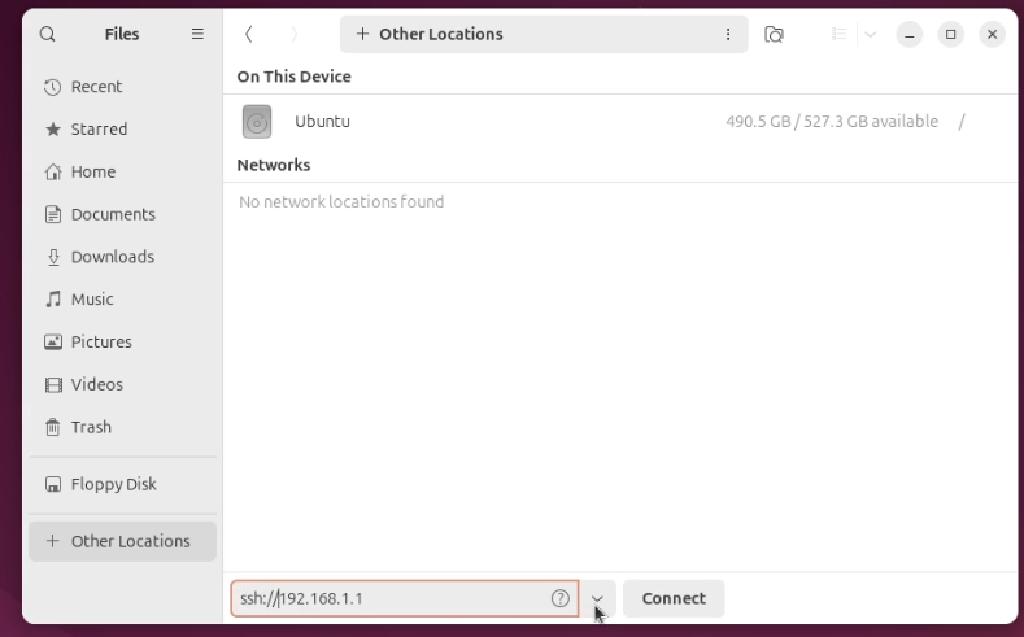 Files
Other Locations
On This Device
Recent
Starred
Ubuntu
490.5 GB / 527.3 GB available /
Networks
Home
No network locations found
Documents
Downloads
Music
Pictures
Videos
Trash
Floppy Disk
Other Locations
ssh://192.168.1.1
Connect